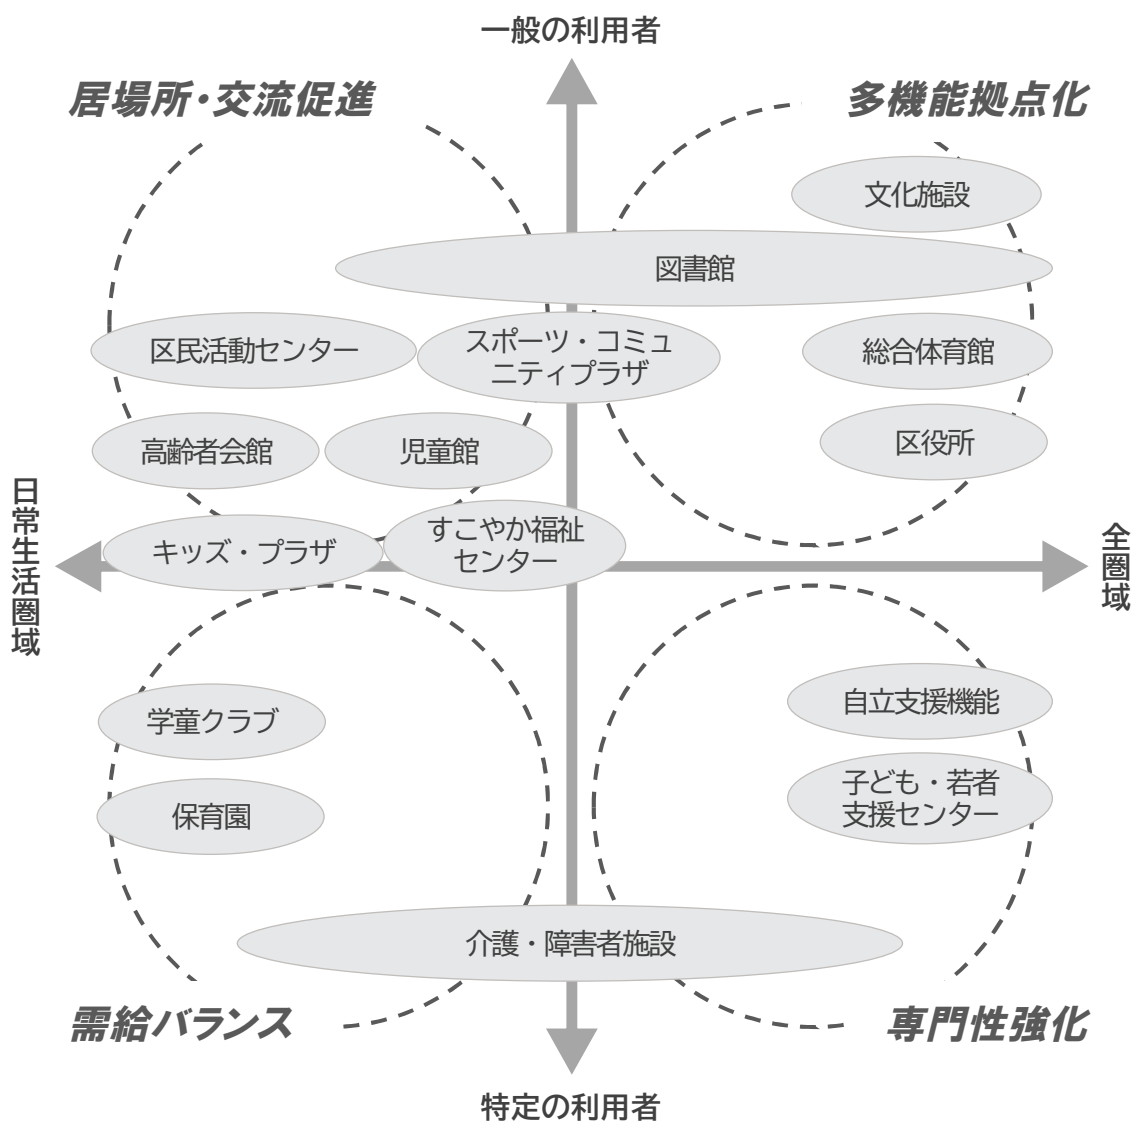 一般の利用者
居場所・交流促進
多機能拠点化
文化施設
図書館
区民活動センター
スポーツ・コミュ
ニティプラザ
総合体育館
高齢者会館
児童館
区役所
日常生活圏域
キッズ・プラザ
すこやか福祉
センター
全圏域
学童クラブ
自立支援機能
保育園
子ども・若者
支援センター
介護・障害者施設
需給バランス
専門性強化
特定の利用者